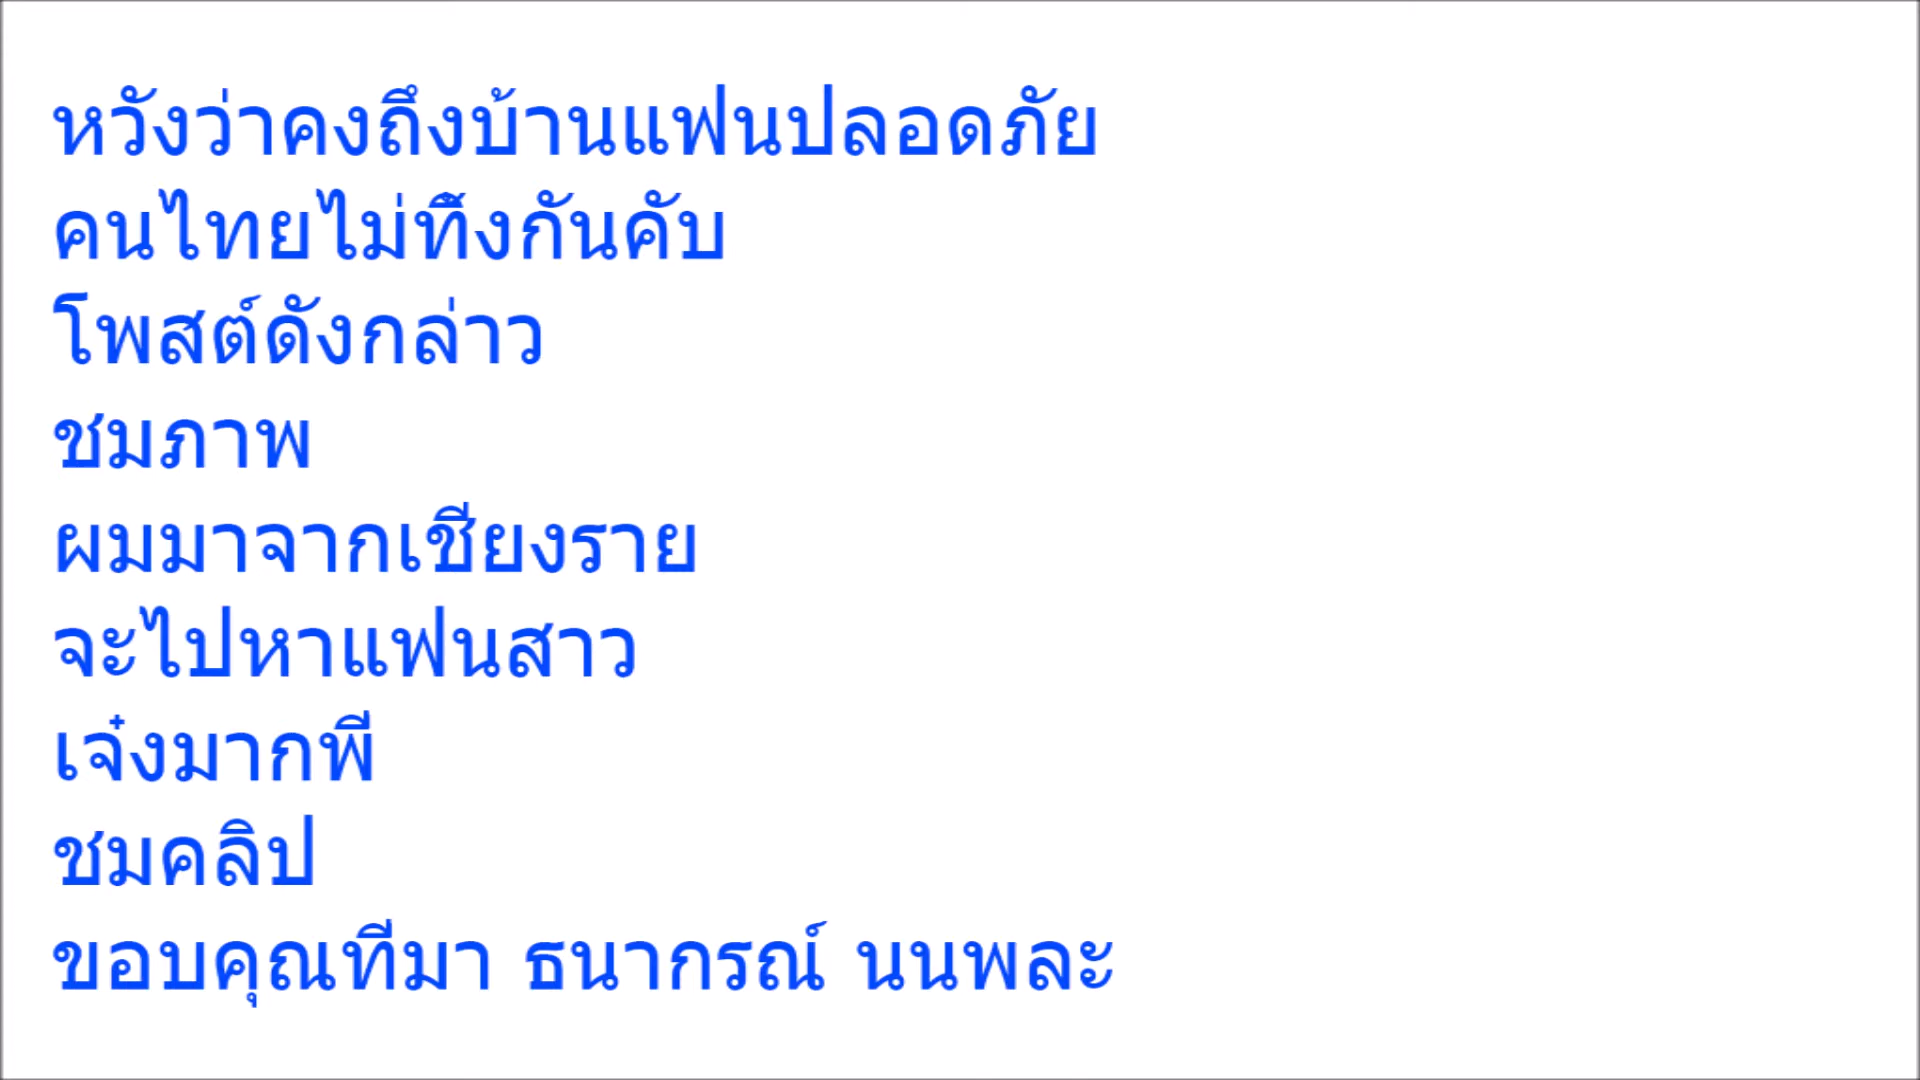 หวังว่าคงถึงบ้านแฟนปลอดภัย
คนไทยไม่ทิ้งกันคับ
โพสต์ดังกล่าว
ชมภาพ
ผมมาจากเชียงราย
จะไปหาแฟนสาว
เจ๋งมากพี่
ชมคลิป
ขอบคุณที่มา ธนากรณ์ นนพละ